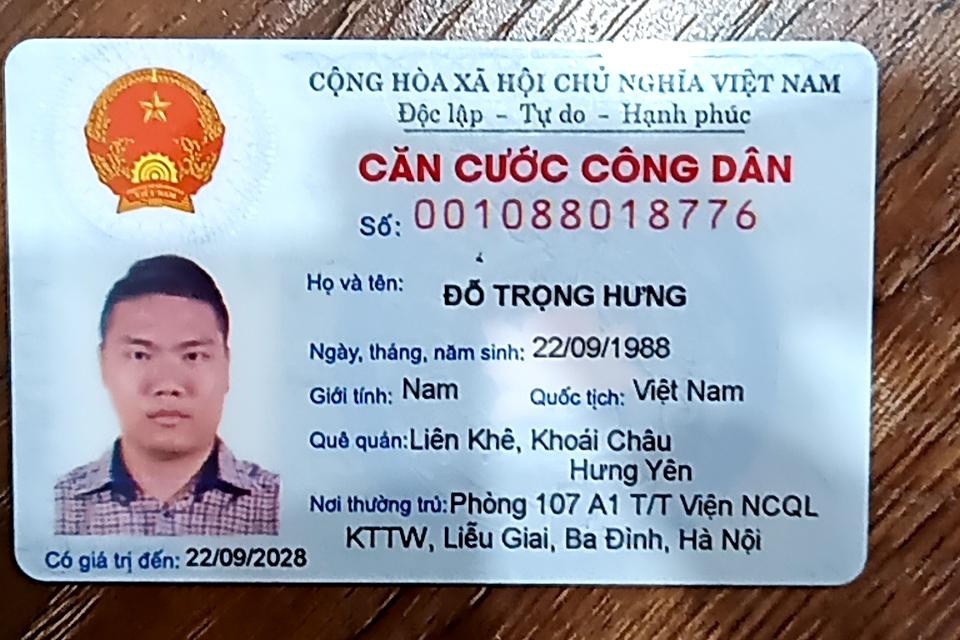 CỘNG HÒA XÃ HỘI CHỦ NGHĨA VIỆT NAM
Độc lập - Tự do - Hạnh phúc
CĂN CƯỚC CÔNG DÂN
Số: 001088018776
Họ và tên: ĐỖ TRỌNG HƯNG
Ngày, tháng, năm sinh: 22/09/1988
Giới tính: Nam Quốc tịch: Việt Nam
Quê quán: Liên Khê, Khoái Châu
Hưng Yên
Nơi thường trú: Phòng 107 A1 T/T Viện NCQL
KTTW, Liễu Giai, Ba Đình, Hà Nội
Có giá trị đến: 22/09/2028
VIỆT NAM